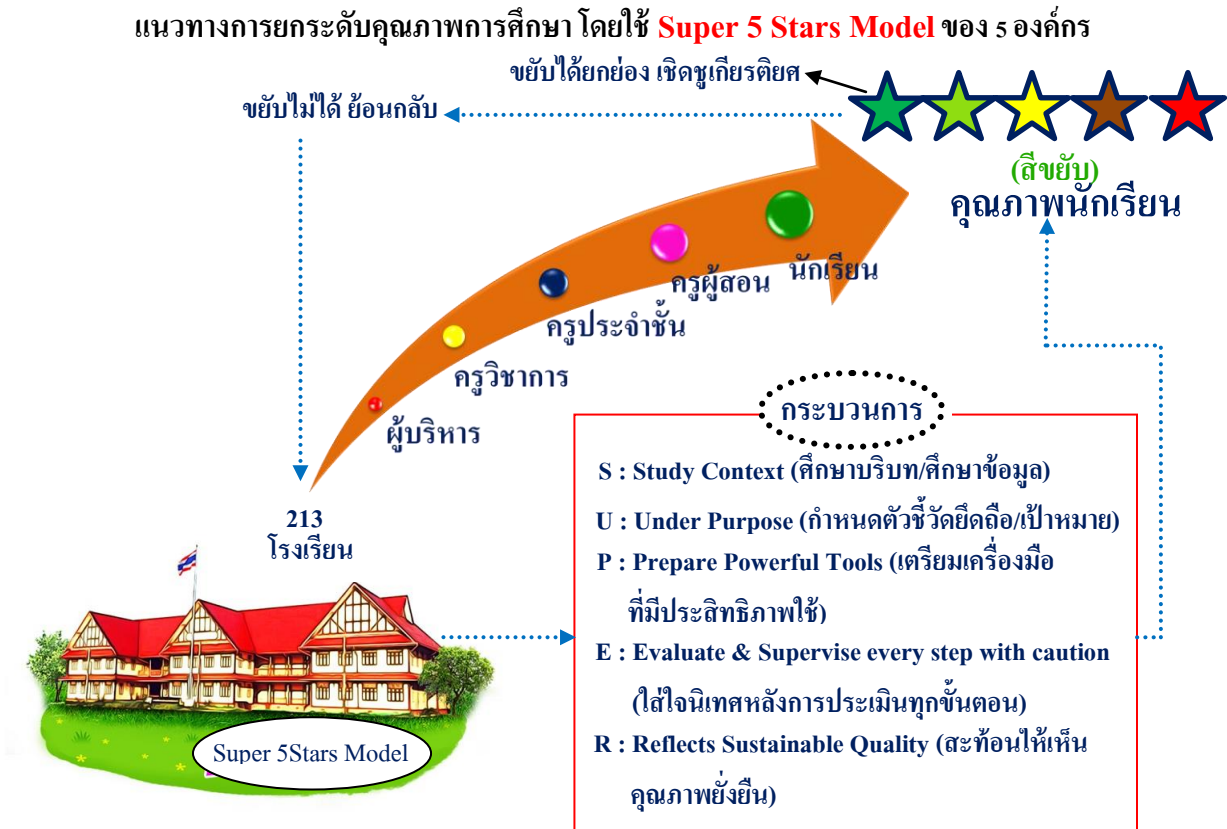 แนวทางการยกระดับคุณภาพการศึกษา โดยใช้ Super 5 Stars Model ของ 5 องค์กร
ขยับได้ยกย่อง เชิดชูเกียรติยศ
ขยับไม่ได้ ย้อนกลับ
(สีขยับ)
คุณภาพนักเรียน
นักเรียน
ครูผู้สอน
ครูประจำชั้น
ครูวิชาการ
ผู้บริหาร
213
โรงเรียน
Super 5Stars Model
กระบวนการ
S : Study Context (ศึกษาบริบท/ศึกษาข้อมูล)
U : Under Purpose (กำหนดตัวชี้วัดยึดถือ/เป้าหมาย)
P : Prepare Powerful Tools (เตรียมเครื่องมือ
ที่มีประสิทธิภาพใช้)
E : Evaluate & Supervise every step with caution
(ใส่ใจนิเทศหลังการประเมินทุกขั้นตอน)
R : Reflects Sustainable Quality (สะท้อนให้เห็น
คุณภาพยั่งยืน)